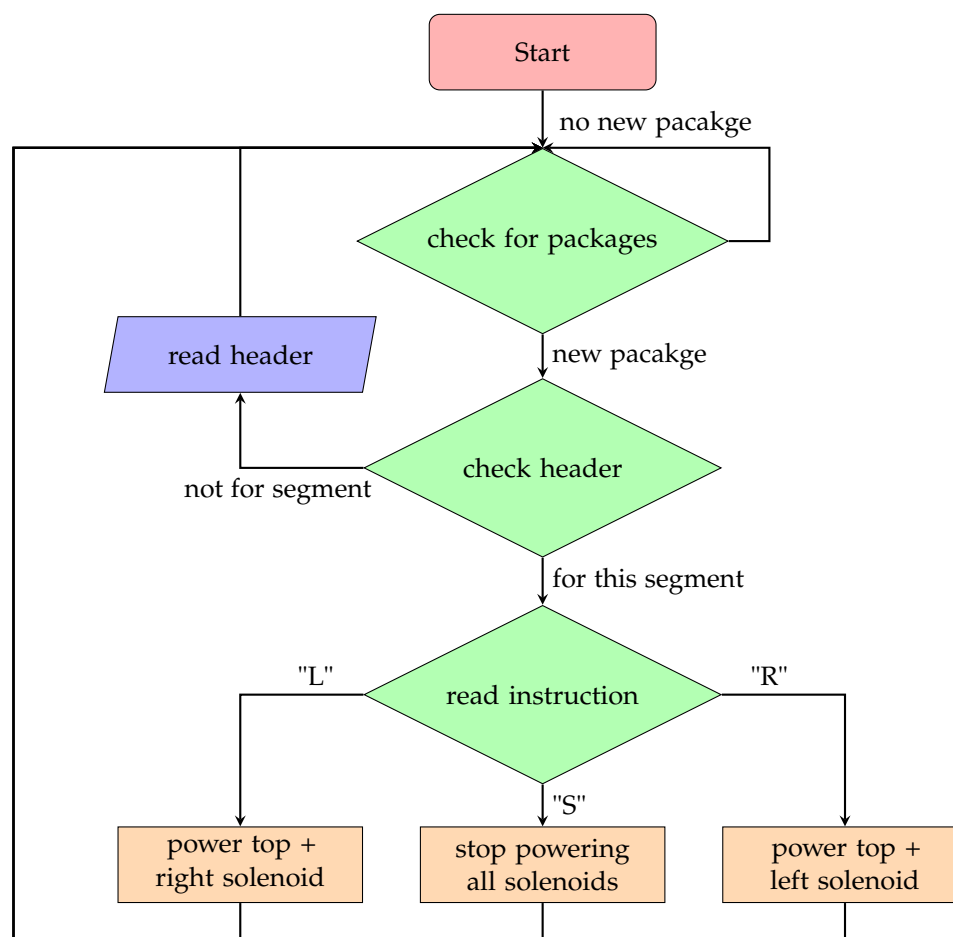 Start
no new pacakge
check for packages
read header
new pacakge
check header
not for segment
for this segment
"L"
"R"
read instruction
"S"
power top +
right solenoid
stop powering
all solenoids
power top +
left solenoid